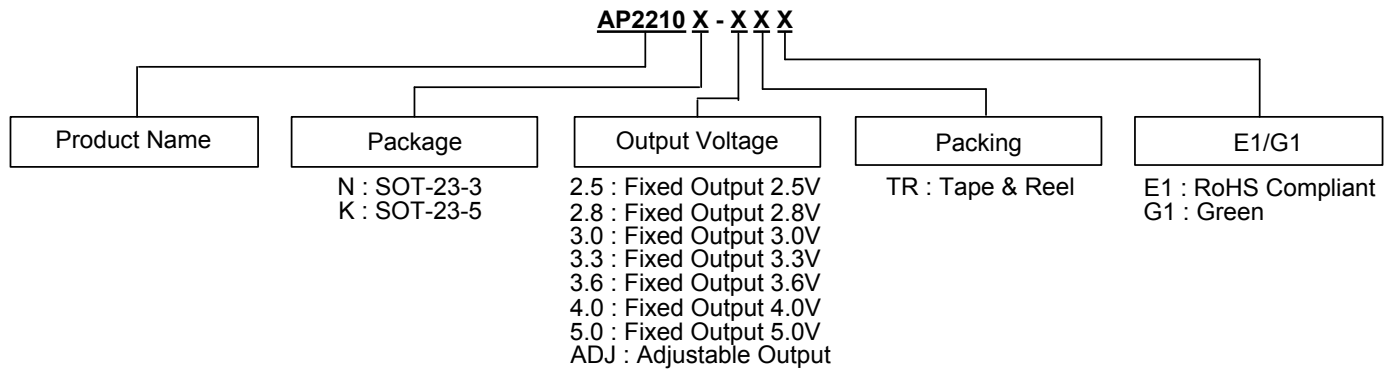 AP2210 X - X X X
Product Name
Package
Output Voltage
Packing
E1/G1
N : SOT-23-3
K : SOT-23-5
2.5 : Fixed Output 2.5V
2.8 : Fixed Output 2.8V
3.0 : Fixed Output 3.0V
3.3 : Fixed Output 3.3V
3.6 : Fixed Output 3.6V
4.0 : Fixed Output 4.0V
5.0 : Fixed Output 5.0V
ADJ : Adjustable Output
TR : Tape & Reel
E1 : RoHS Compliant
G1 : Green